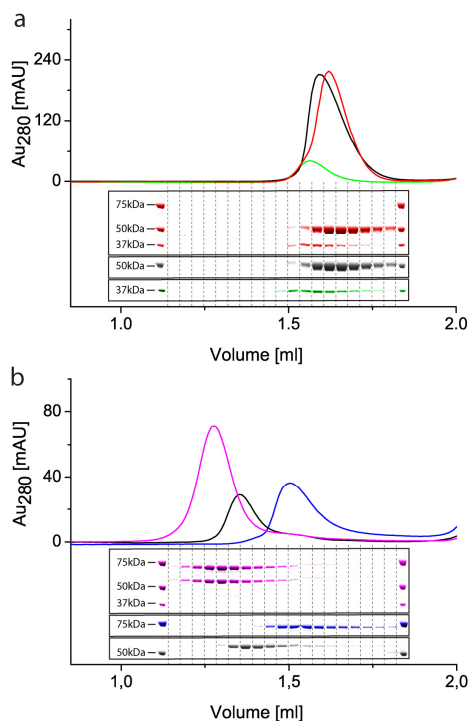 a
Au280 [mAU]
240
120
0
75kDa
50kDa
37kDa
50kDa
37kDa
1.0 1.5 2.0
Volume [ml]
b
Au280 [mAU]
80
40
0
75kDa
50kDa
37kDa
75kDa
50kDa
1,0 1,5 2,0
Volume [ml]